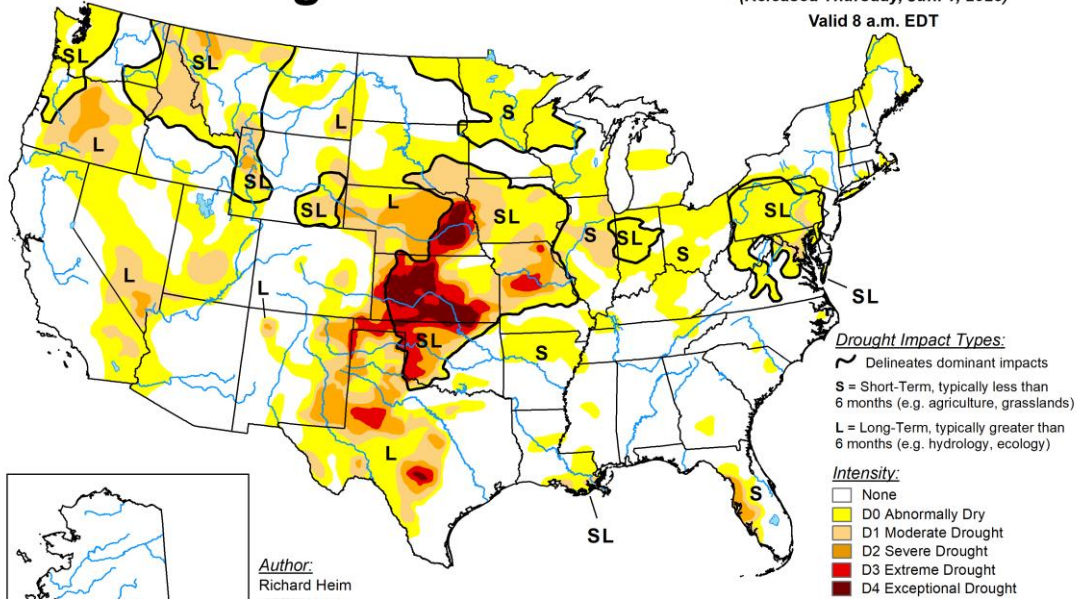 Valid 8 a.m. EDT
SL
SL
S
L
L
SL
SL
L
SL
SL
S
SL
S
L
L
SL
SL
S
L
S
SL
Drought Impact Types:
Delineates dominant impacts
S = Short-Term, typically less than
6 months (e.g. agriculture, grasslands)
L = Long-Term, typically greater than
6 months (e.g. hydrology, ecology)
Intensity:
None
D0 Abnormally Dry
D1 Moderate Drought
D2 Severe Drought
D3 Extreme Drought
D4 Exceptional Drought
Author:
Richard Heim